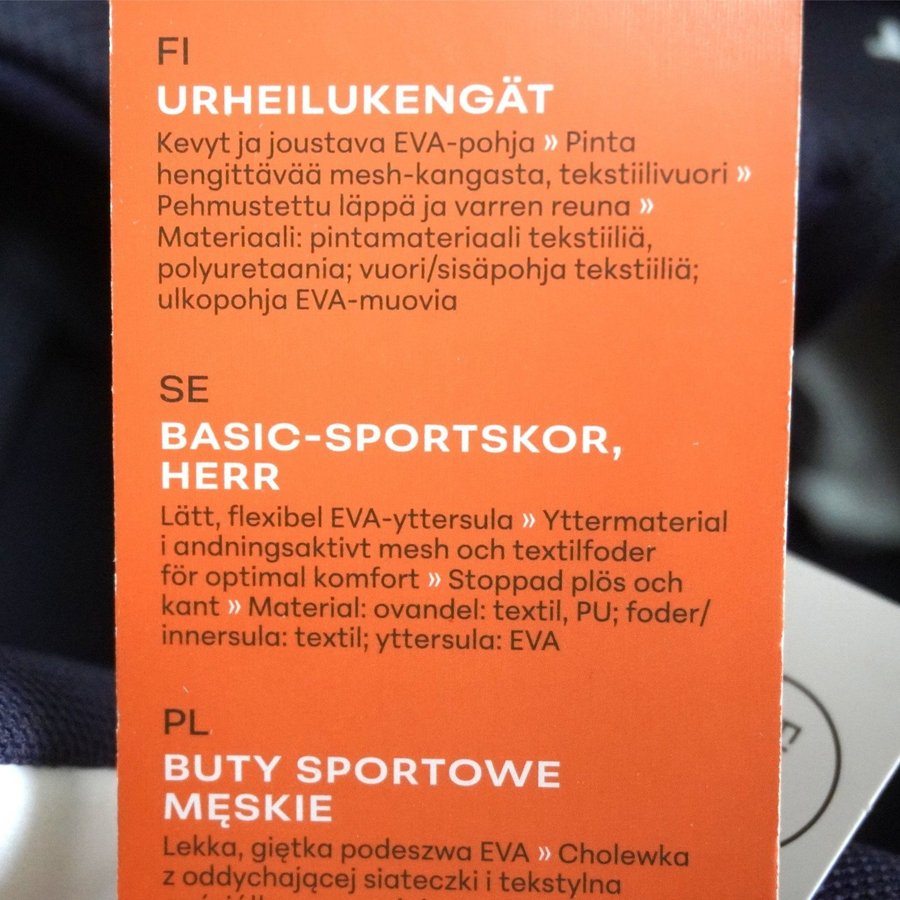 FI
URHEILUKENGÄT
Kevyt ja joustava EVA-pohja » Pinta
hengittävää mesh-kangasta, tekstiilivuori »
Pehmustettu läppä ja varren reuna »
Materiaali: pintamateriaali tekstiiliä,
polyuretaania; vuori/sisäpohja tekstiiliä;
ulkopohja EVA-muovia
SE
BASIC-SPORTSKOR,
HERR
Lätt, flexibel EVA-yttersula » Yttermaterial
i andningsaktivt mesh och textilfoder
för optimal komfort » Stoppad plös och
kant » Material: ovandel: textil, PU; foder/
innersula: textil; yttersula: EVA
PL
BUTY SPORTOWE
MĘSKIE
Lekka, giętka podeszwa EVA » Cholewka
z oddychającej siateczki i tekstylna